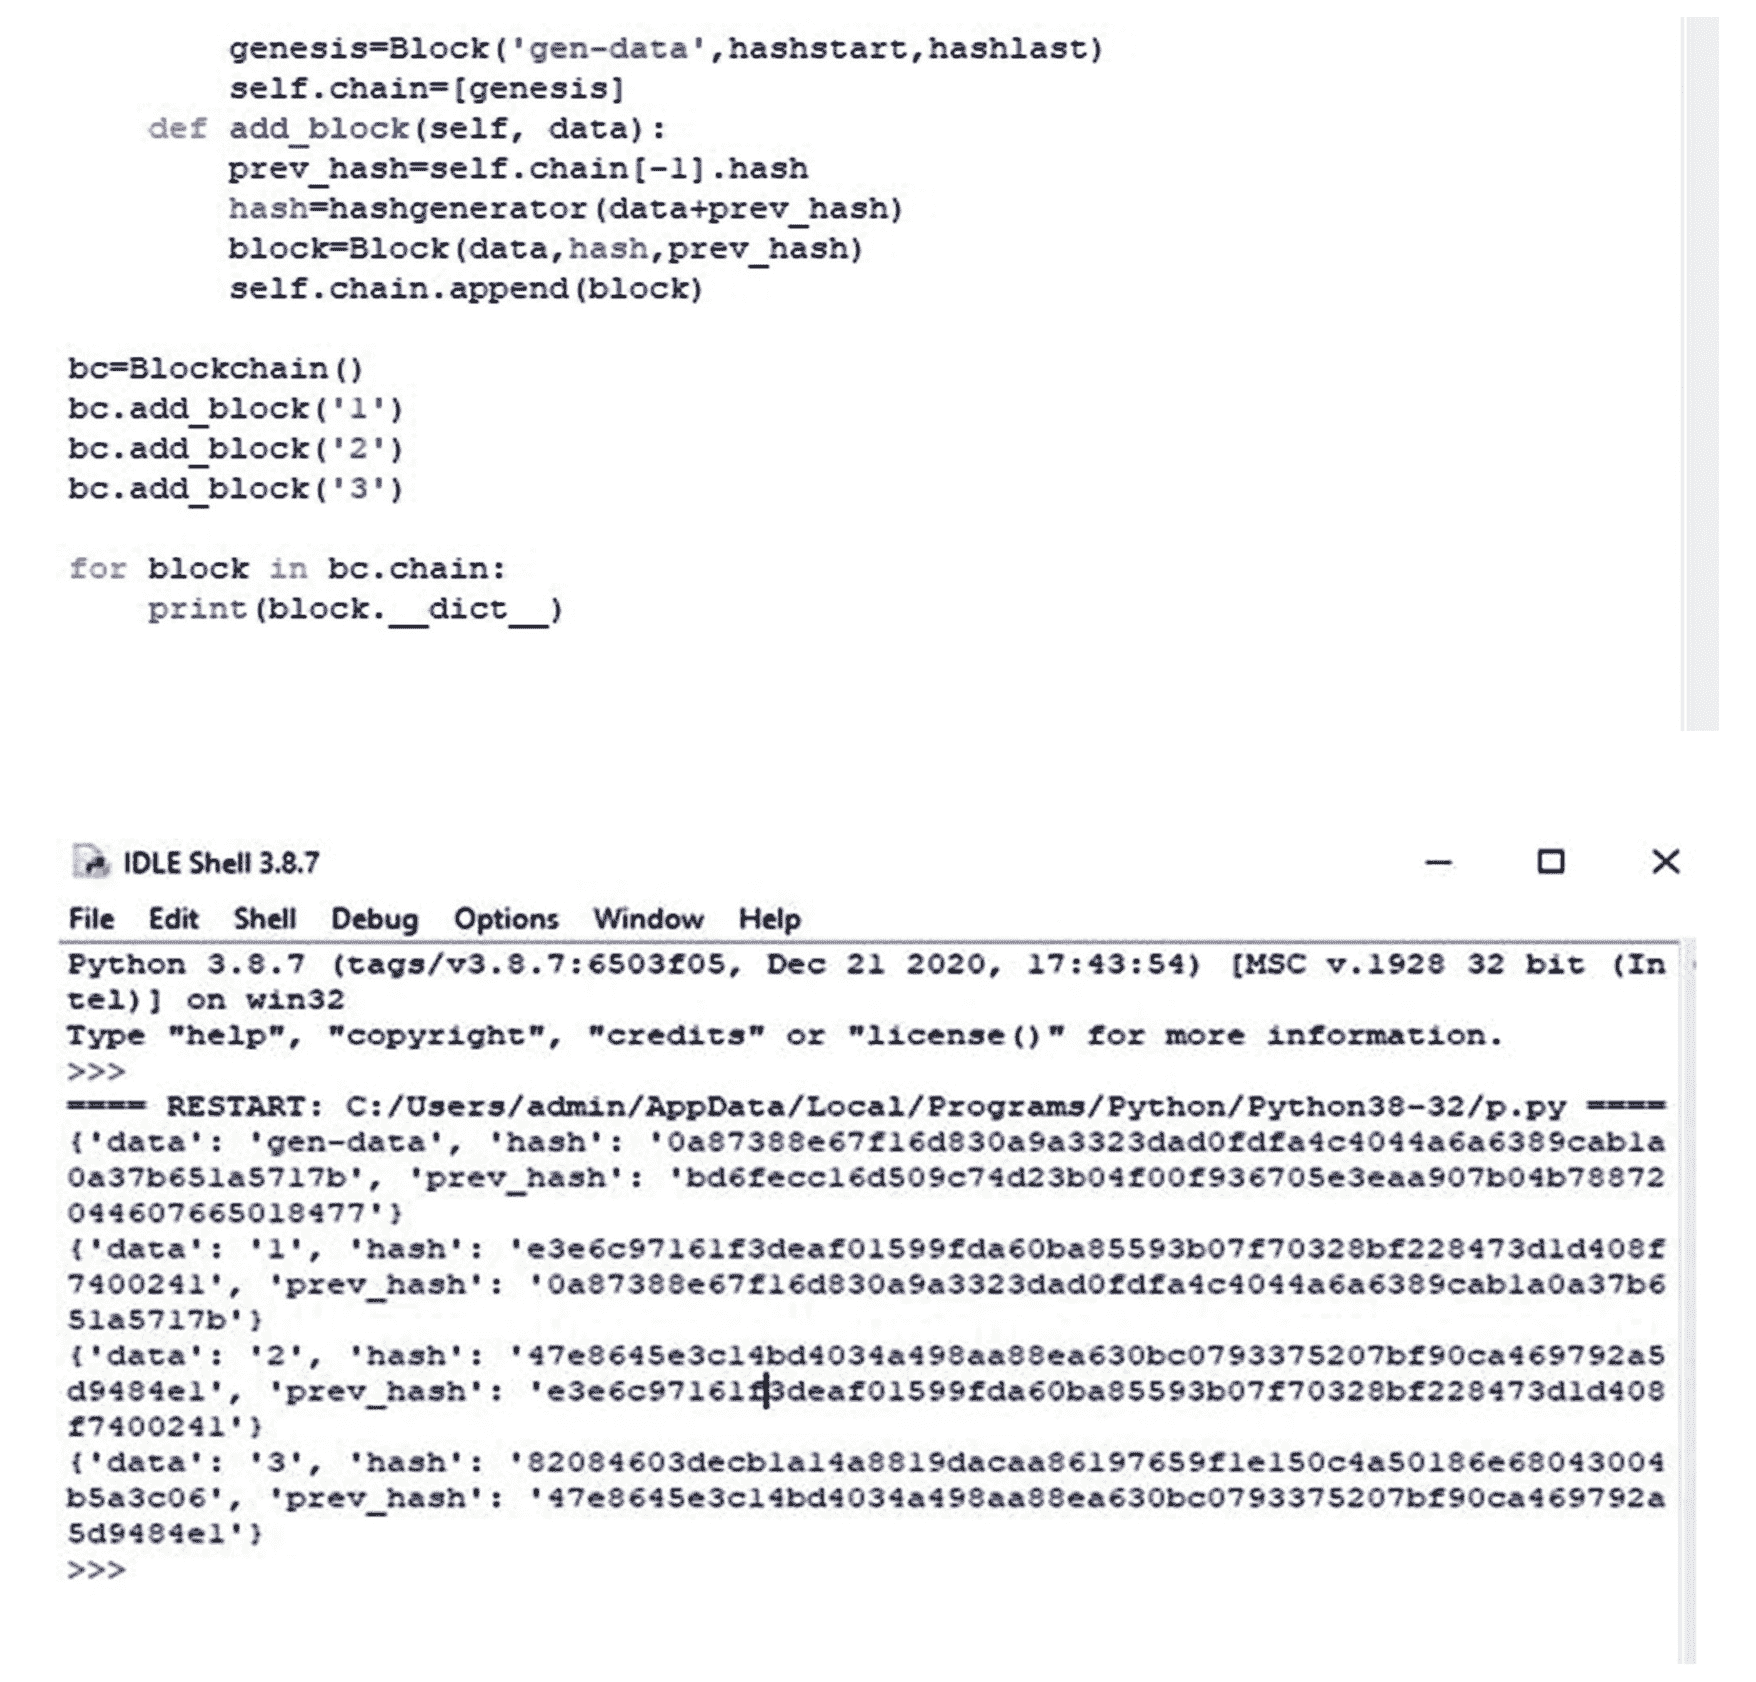 genesis=Block('gen-data',hashstart,hashlast)
self.chain=[genesis]
def add_block(self, data):
prev_hash=self.chain[-1].hash
hash=hashgenerator(data+prev_hash)
block=Block(data,hash,prev_hash)
self.chain.append(block)
bc=Blockchain()
bc.add_block('1')
bc.add_block('2')
bc.add_block('3')
for block in bc.chain:
print(block.__dict__)
IDLE Shell 3.8.7
File Edit Shell Debug Options Window Help
Python 3.8.7 (tags/v3.8.7:6503f05, Dec 21 2020, 17:43:54) [MSC v.1928 32 bit (In
tel)] on win32
Type "help", "copyright", "credits" or "license()" for more information.
>>>
==== RESTART: C:/Users/admin/AppData/Local/Programs/Python/Python38-32/p.py ====
{'data': 'gen-data', 'hash': '0a87388e67f16d830a9a3323dad0fdfa4c4044a6a6389cab1a
0a37b651a5717b', 'prev_hash': 'bd6fecc16d509c74d23b04f00f936705e3eaa907b04b78872
044607665018477'}
{'data': '1', 'hash': 'e3e6c97161f3deaf01599fda60ba85593b07f70328bf228473d1d408f
7400241', 'prev_hash': '0a87388e67f16d830a9a3323dad0fdfa4c4044a6a6389cab1a0a37b6
51a5717b'}
{'data': '2', 'hash': '47e8645e3c14bd4034a498aa88ea630bc0793375207bf90ca469792a5
d9484e1', 'prev_hash': 'e3e6c97161f3deaf01599fda60ba85593b07f70328bf228473d1d408
f7400241'}
{'data': '3', 'hash': '82084603decb1a14a8819dacaa86197659f1e150c4a50186e68043004
b5a3c06', 'prev_hash': '47e8645e3c14bd4034a498aa88ea630bc0793375207bf90ca469792a
5d9484e1'}
>>>